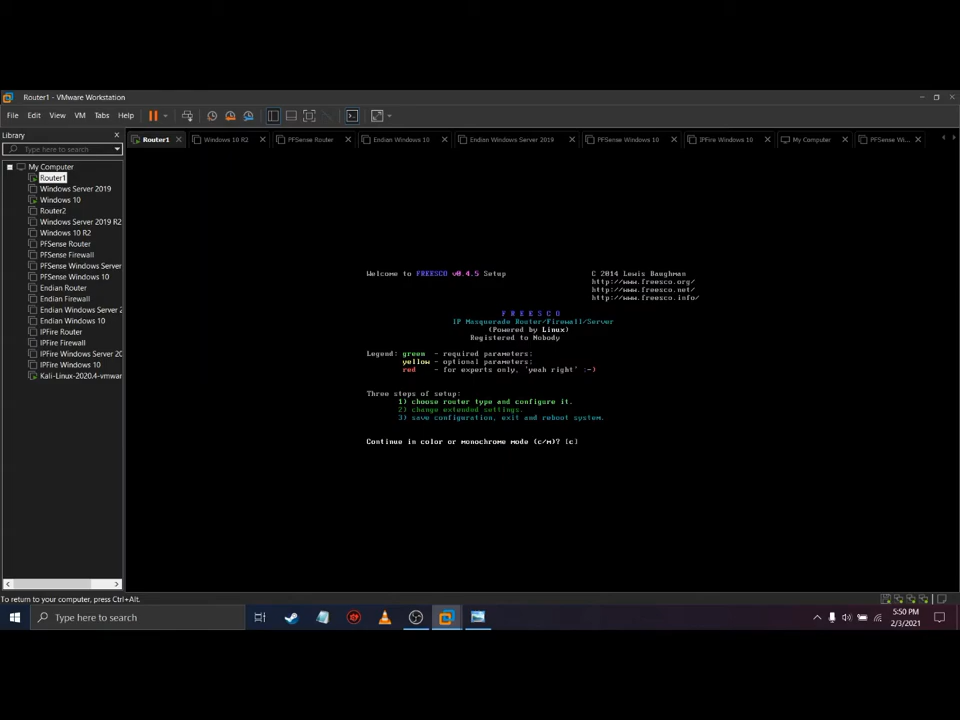 Router1 - VMware Workstation
File Edit View VM Tabs Help
Library
Type here to search
My Computer
Router1
Windows Server 2019
Windows 10
Router2
Windows Server 2019 R2
Windows 10 R2
PFSense Router
PFSense Firewall
PFSense Windows Server
PFSense Windows 10
Endian Router
Endian Firewall
Endian Windows Server 2
Endian Windows 10
IPFire Router
IPFire Firewall
IPFire Windows Server 20
IPFire Windows 10
Kali-Linux-2020.4-vmwar
Router1 Windows 10 R2 PFSense Router Endian Windows 10 Endian Windows Server 2019 PFSense Windows 10 IPFire Windows 10 My Computer PFSense Wi...
Welcome to FREESCO v0.4.5 Setup C 2014 Lewis Baughman
http://www.freesco.org/
http://www.freesco.net/
http://www.freesco.info/
F R E E S C O
IP Masquerade Router/Firewall/Server
(Powered by Linux)
Registered to Nobody
Legend: green - required parameters:
yellow - optional parameters:
red - for experts only, 'yeah right' :-)
Three steps of setup:
1) choose router type and configure it.
2) change extended settings.
3) save configuration, exit and reboot system.
Continue in color or monochrome mode (c/m)? [c]
To return to your computer, press Ctrl+Alt.
Type here to search
5:50 PM
2/3/2021